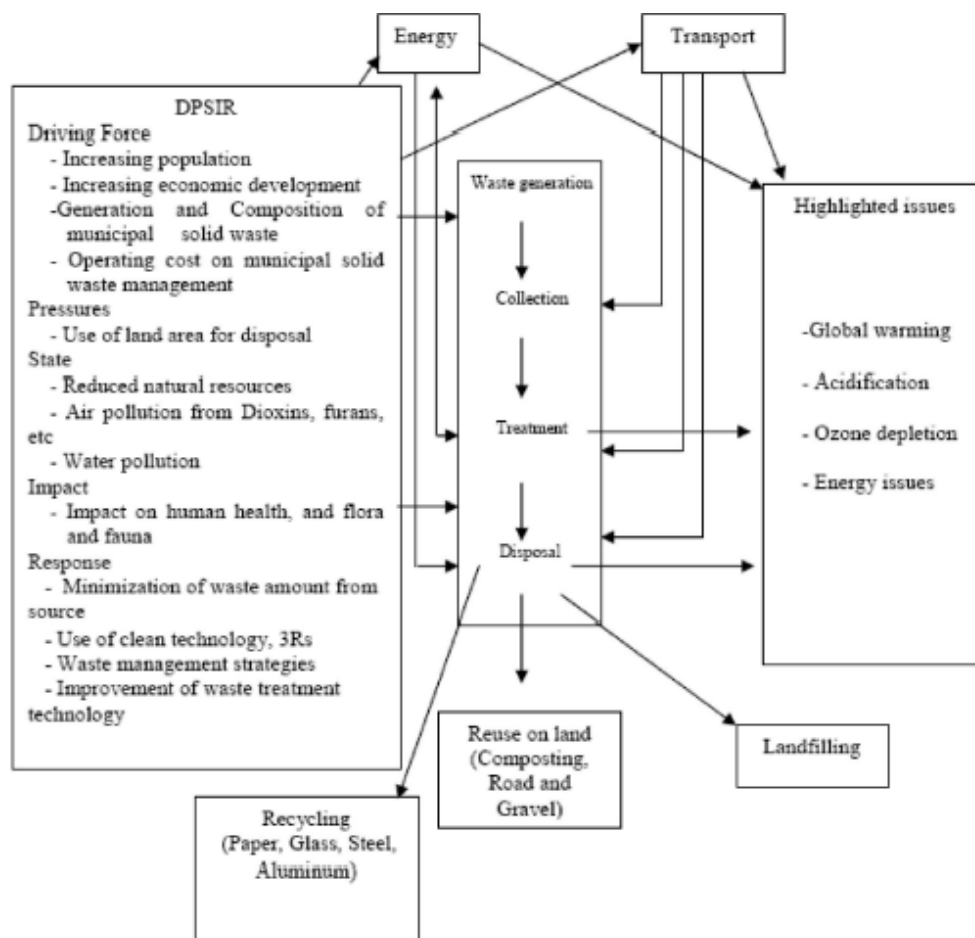 Energy
Transport
DPSIR
Driving Force
- Increasing population
- Increasing economic development
-Generation and Composition of
municipal solid waste
- Operating cost on municipal solid
waste management
Pressures
- Use of land area for disposal
State
- Reduced natural resources
- Air pollution from Dioxins, furans,
etc
- Water pollution
Impact
- Impact on human health, and flora
and fauna
Response
- Minimization of waste amount from
source
- Use of clean technology, 3Rs
- Waste management strategies
- Improvement of waste treatment
technology
Waste generation
Collection
Treatment
Disposal
Highlighted issues
-Global warming
- Acidification
- Ozone depletion
- Energy issues
Reuse on land
(Composting,
Road and
Gravel)
Landfilling
Recycling
(Paper, Glass, Steel,
Aluminum)